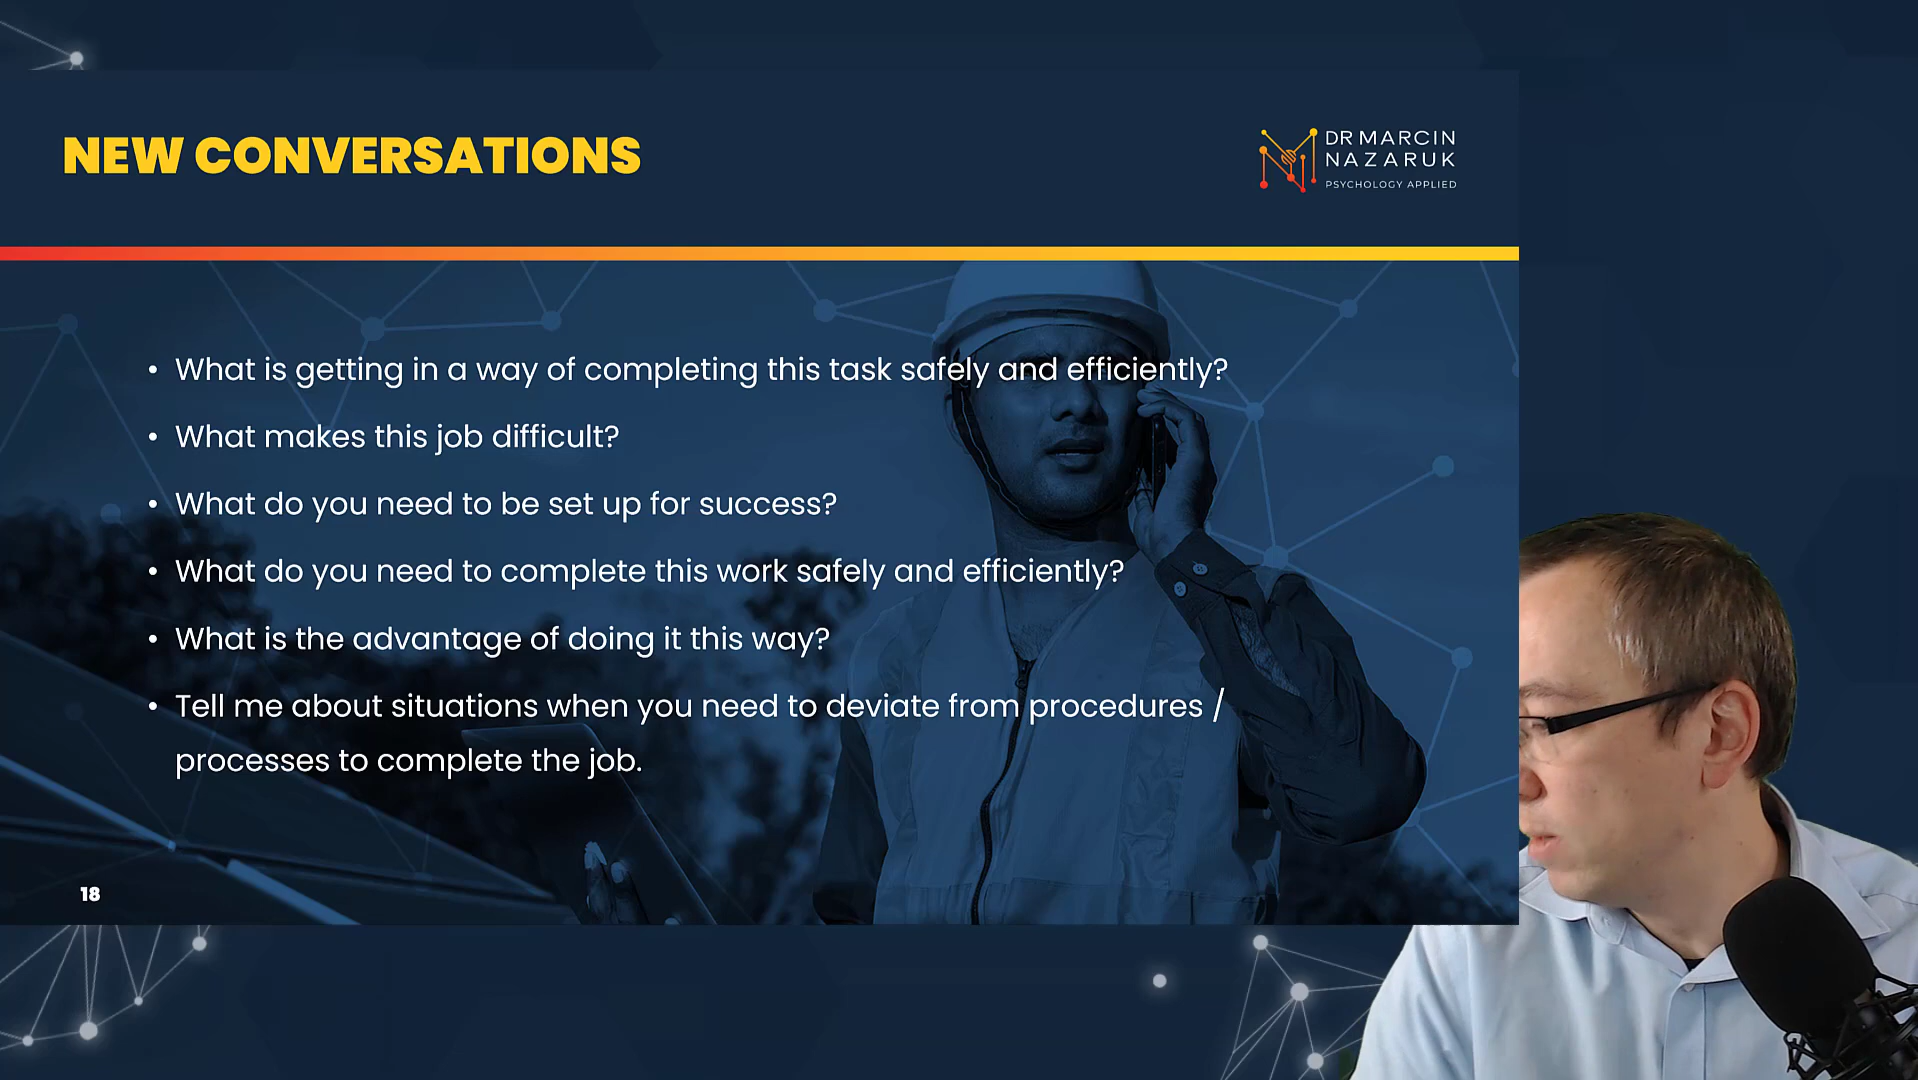 NEW CONVERSATIONS
DR MARCIN
NAZARUK
PSYCHOLOGY APPLIED
• What is getting in a way of completing this task safely and efficiently?
• What makes this job difficult?
• What do you need to be set up for success?
• What do you need to complete this work safely and efficiently?
• What is the advantage of doing it this way?
• Tell me about situations when you need to deviate from procedures /
processes to complete the job.
18